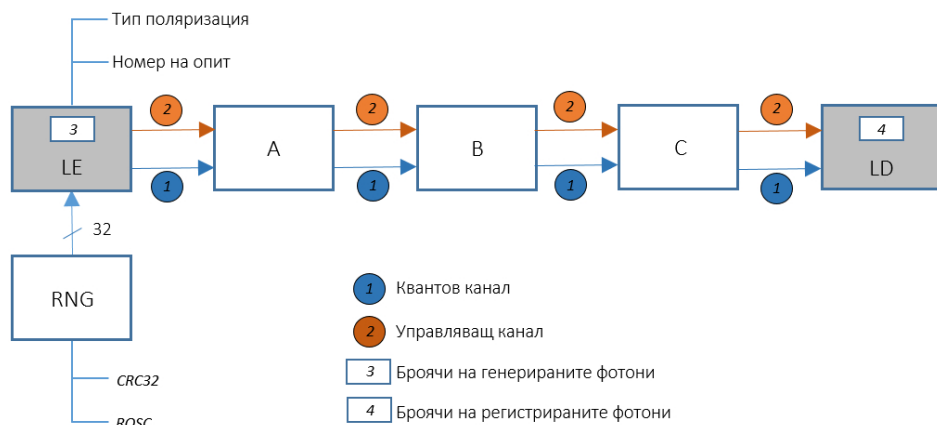 Тип поляризация
Номер на опит
2 2 2 2
3 4
A B C
LE LD
1 1 1 1
32
RNG
1 Квантов канал
2 Управляващ канал
3 Броячи на генерираните фотони
CRC32
4 Броячи на регистрираните фотони
ROSC